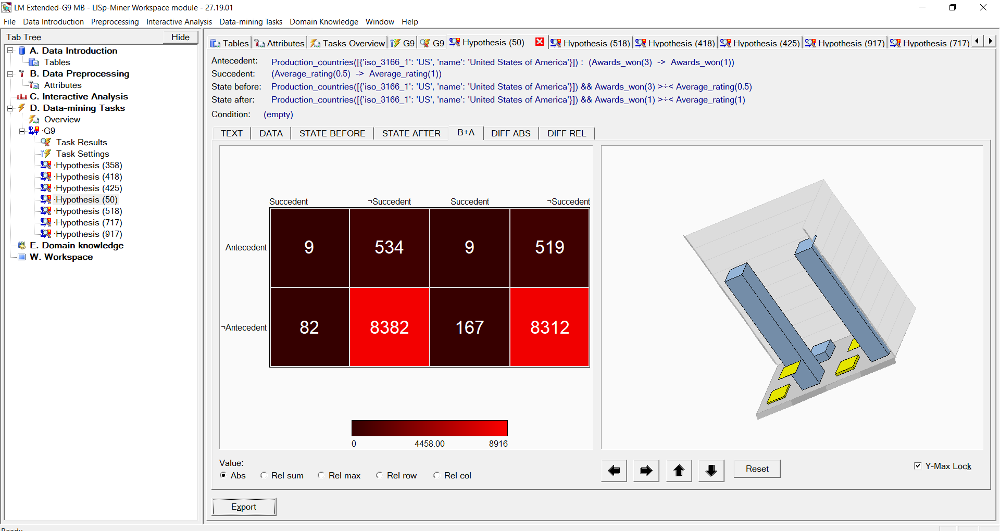 LM Extended-G9 MB - LISp-Miner Workspace module - 27.19.01
File Data Introduction Preprocessing Interactive Analysis Data-mining Tasks Domain Knowledge Window Help
Tab Tree Hide
A. Data Introduction
Tables
B. Data Preprocessing
Attributes
C. Interactive Analysis
D. Data-mining Tasks
Overview
·G9
Task Results
Task Settings
·Hypothesis (358)
·Hypothesis (418)
·Hypothesis (425)
·Hypothesis (50)
·Hypothesis (518)
·Hypothesis (717)
·Hypothesis (917)
E. Domain knowledge
W. Workspace
Tables Attributes Tasks Overview G9 G9 Hypothesis (50) Hypothesis (518) Hypothesis (418) Hypothesis (425) Hypothesis (917) Hypothesis (717)
Antecedent: Production_countries([{'iso_3166_1': 'US', 'name': 'United States of America'}]) : (Awards_won(3) -> Awards_won(1))
Succedent: (Average_rating(0.5) -> Average_rating(1))
State before: Production_countries([{'iso_3166_1': 'US', 'name': 'United States of America'}]) && Awards_won(3) >÷< Average_rating(0.5)
State after: Production_countries([{'iso_3166_1': 'US', 'name': 'United States of America'}]) && Awards_won(1) >÷< Average_rating(1)
Condition: (empty)
TEXT DATA STATE BEFORE STATE AFTER B+A DIFF ABS DIFF REL
Succedent ¬Succedent Succedent ¬Succedent
Antecedent 9 534 9 519
¬Antecedent 82 8382 167 8312
0 4458.00 8916
Value:
Abs Rel sum Rel max Rel row Rel col
Reset
Y-Max Lock
Export
Ready